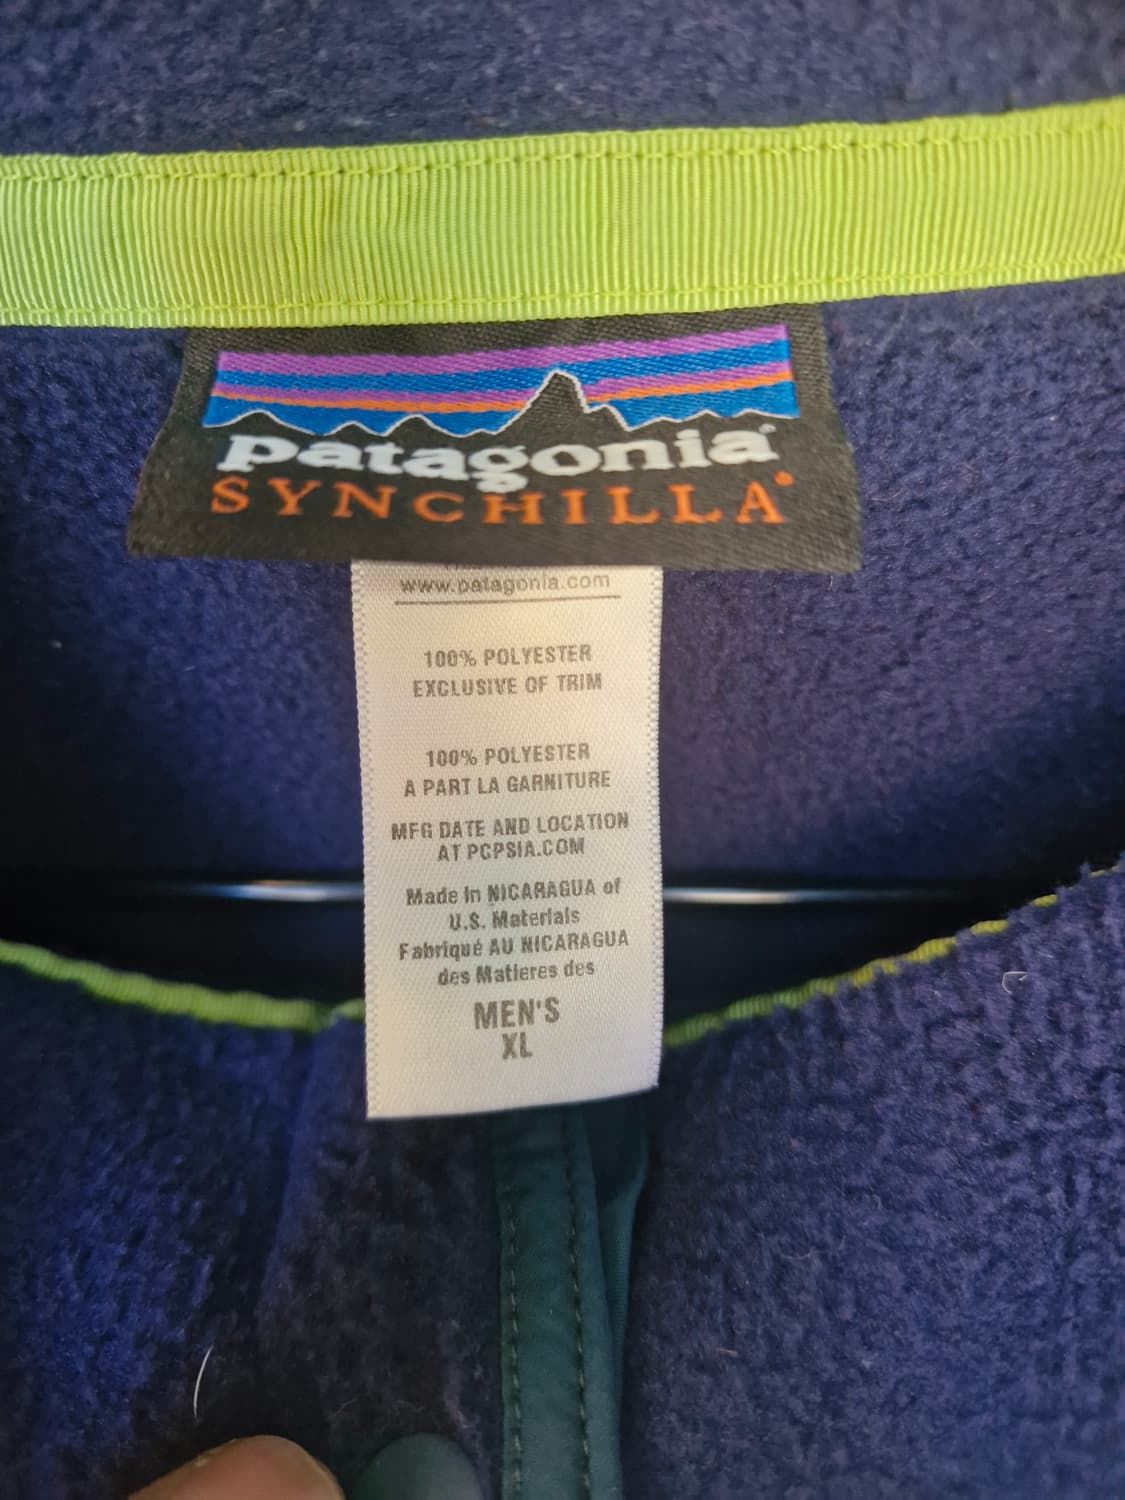 patagonia
SYNCHILLA
www.patagonia.com
100% POLYESTER
EXCLUSIVE OF TRIM
100% POLYESTER
A PART LA GARNITURE
MFG DATE AND LOCATION
AT PCPSIA.COM
Made in NICARAGUA of
U.S. Materials
Fabriqué AU NICARAGUA
des Matieres des
MEN'S
XL